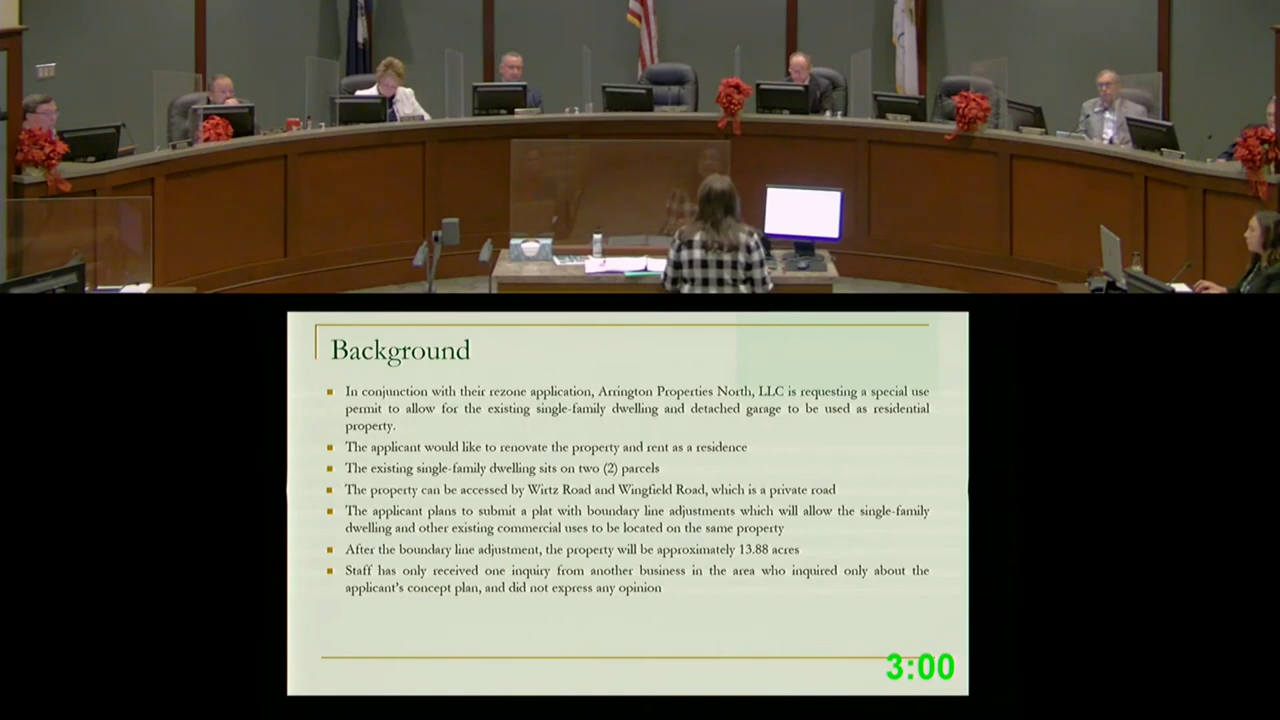 Background
In conjunction with their rezone application, Arrington Properties North, LLC is requesting a special use
permit to allow for the existing single-family dwelling and detached garage to be used as residential
property.
The applicant would like to renovate the property and rent as a residence
The existing single-family dwelling sits on two (2) parcels
The property can be accessed by Wirtz Road and Wingfield Road, which is a private road
The applicant plans to submit a plat with boundary line adjustments which will allow the single-family
dwelling and other existing commercial uses to be located on the same property
After the boundary line adjustment, the property will be approximately 13.88 acres
Staff has only received one inquiry from another business in the area who inquired only about the
applicant's concept plan, and did not express any opinion
3:00